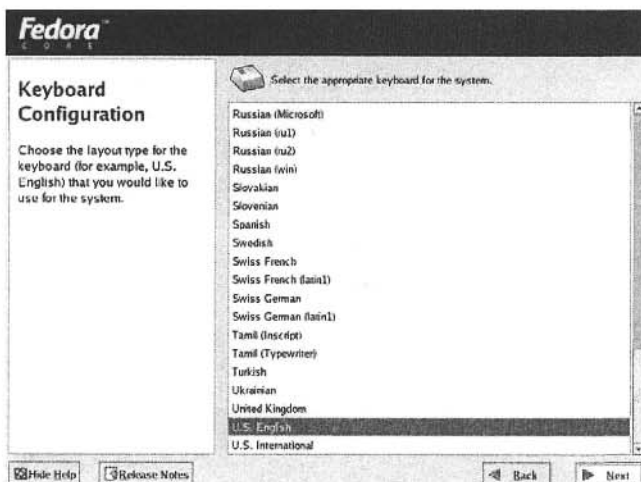 Fedora™
CORE
Keyboard
Configuration
Choose the layout type for the
keyboard (for example, U.S.
English) that you would like to
use for the system.
Select the appropriate keyboard for the system.
Russian (Microsoft)
Russian (ru1)
Russian (ru2)
Russian (win)
Slovakian
Slovenian
Spanish
Swedish
Swiss French
Swiss French (latin1)
Swiss German
Swiss German (latin1)
Tamil (Inscript)
Tamil (Typewriter)
Turkish
Ukrainian
United Kingdom
U.S. English
U.S. International
Hide Help
Release Notes
Back
Next